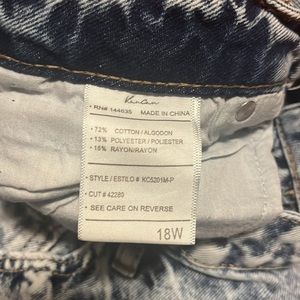 KanCan
• RN# 144635 MADE IN CHINA
• 72% COTTON / ALGODON
• 13% POLYESTER / POLIESTER
• 15% RAYON/RAYON
• STYLE / ESTILO # KC5201M-P
• CUT # 42280
• SEE CARE ON REVERSE
18W